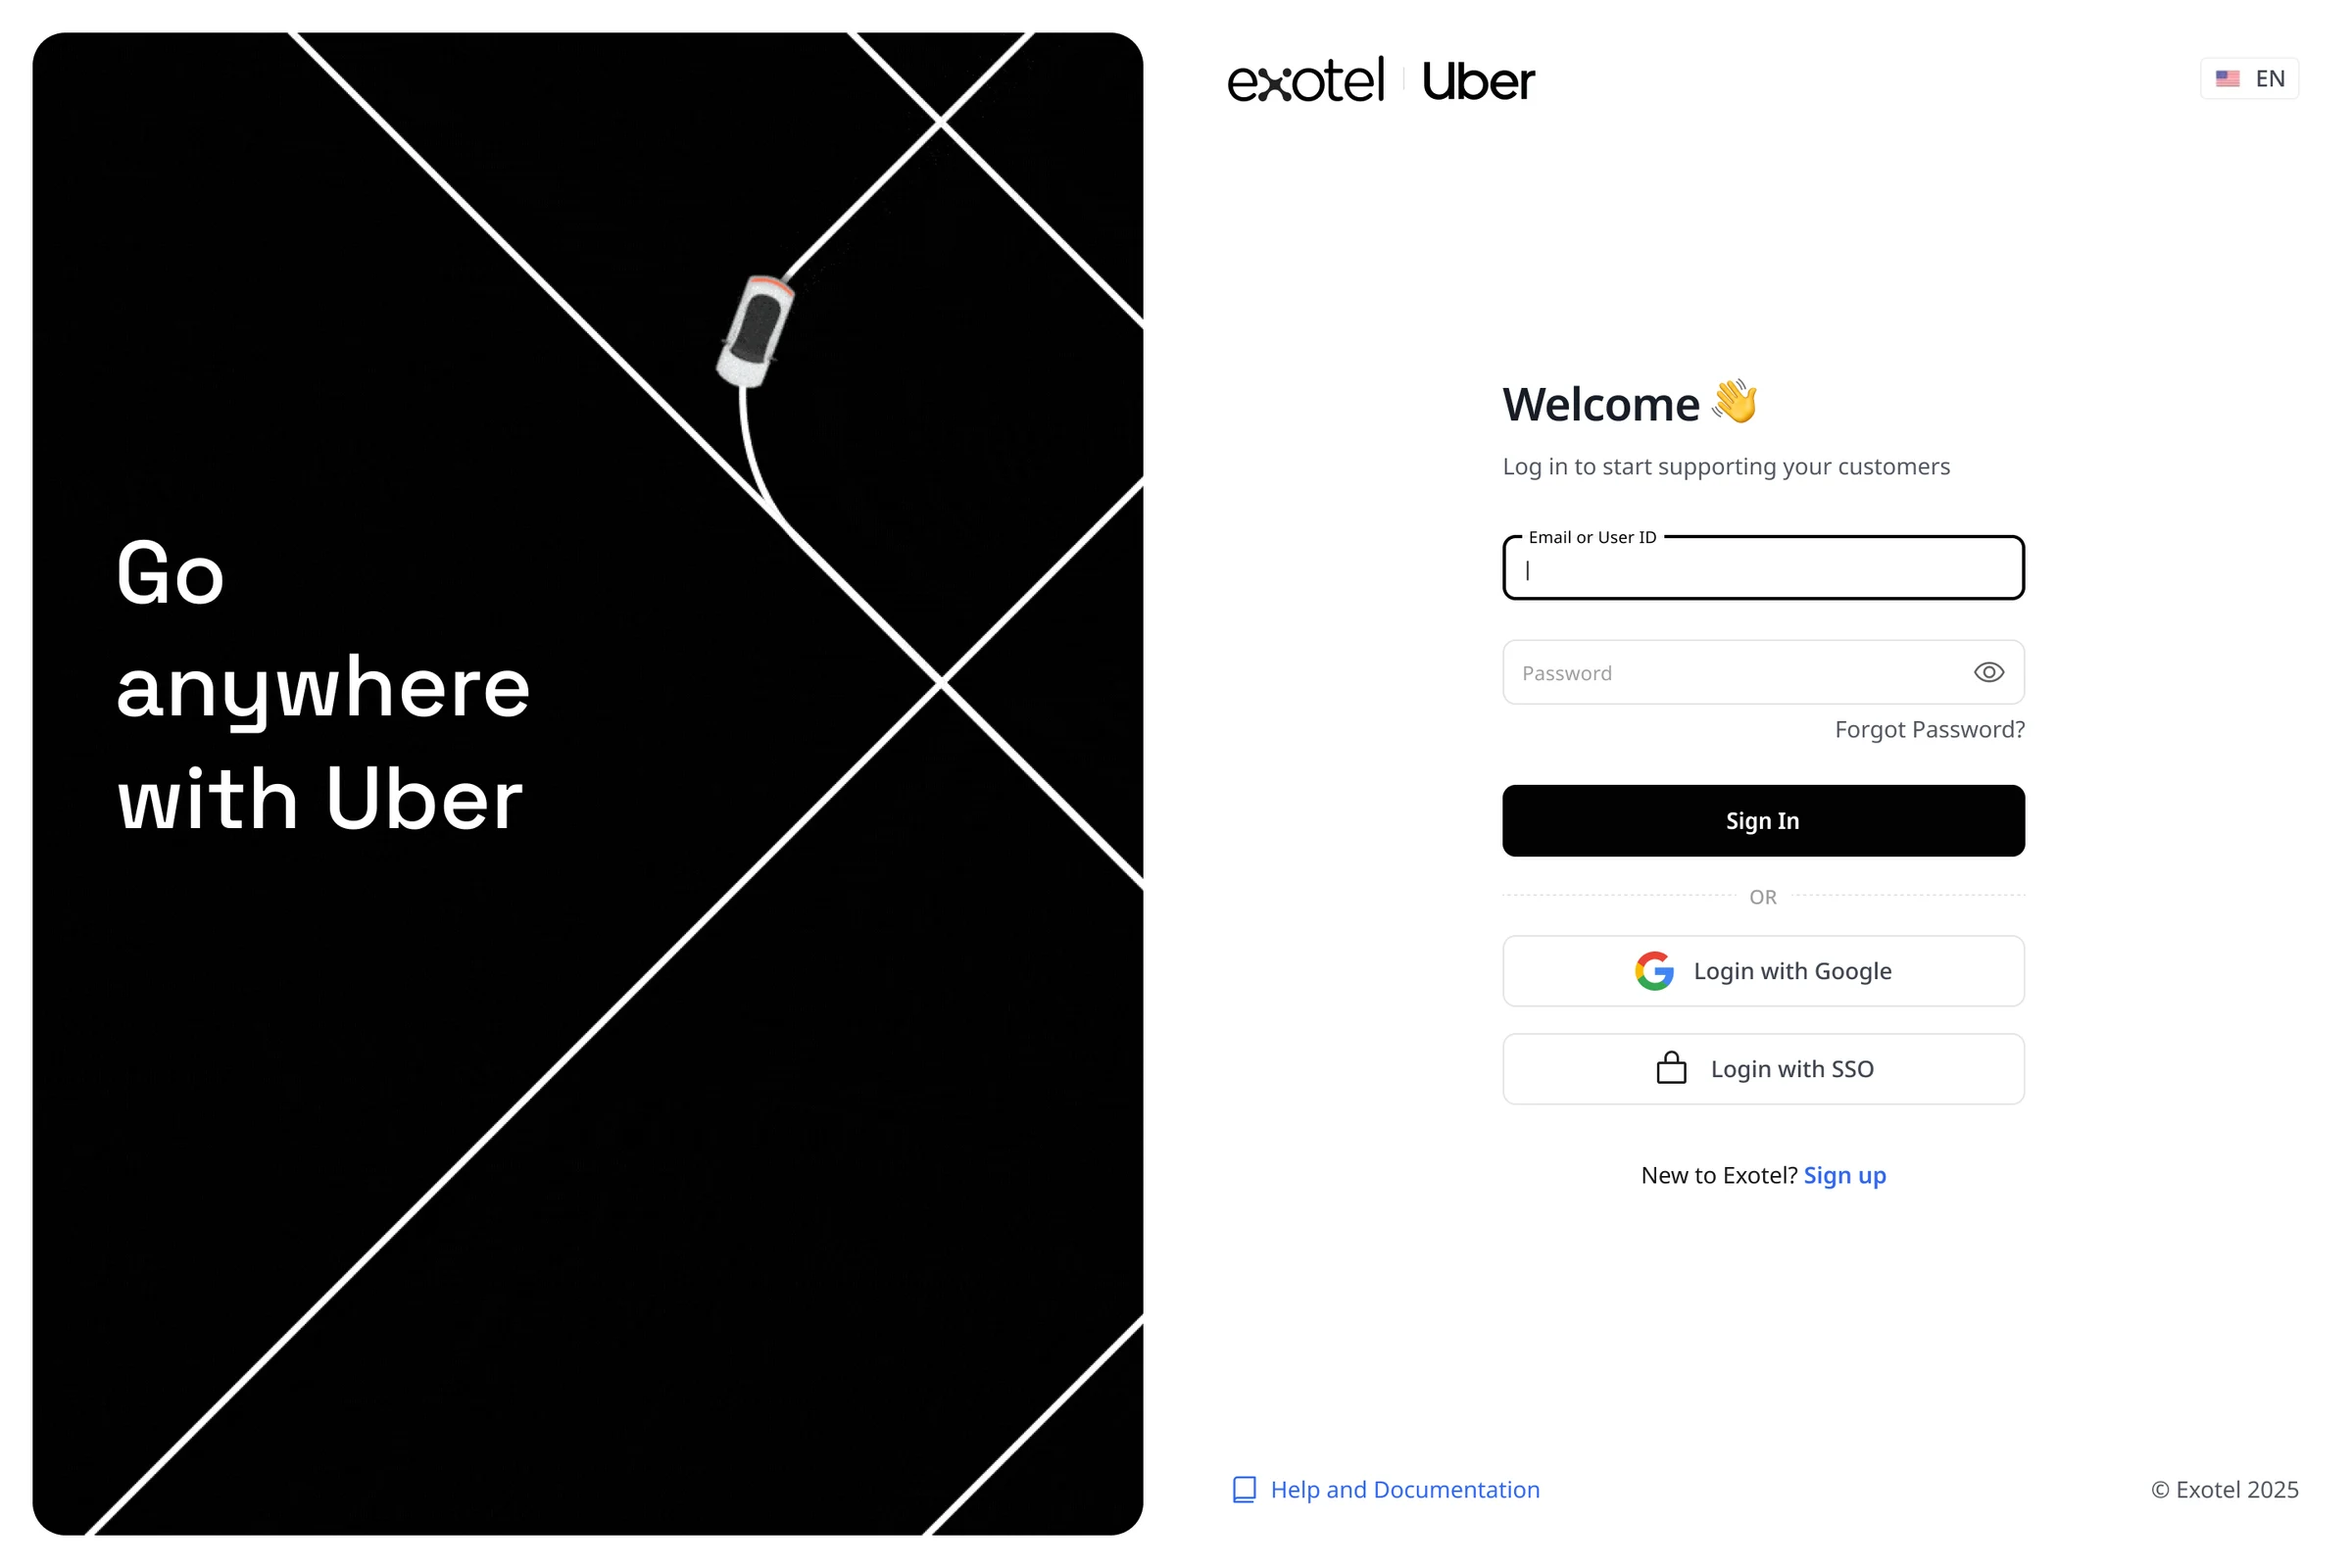 Go
anywhere
with Uber
exotel Uber
EN
Welcome 👋
Log in to start supporting your customers
Email or User ID
Password
Forgot Password?
Sign In
OR
Login with Google
Login with SSO
New to Exotel? Sign up
Help and Documentation
© Exotel 2025